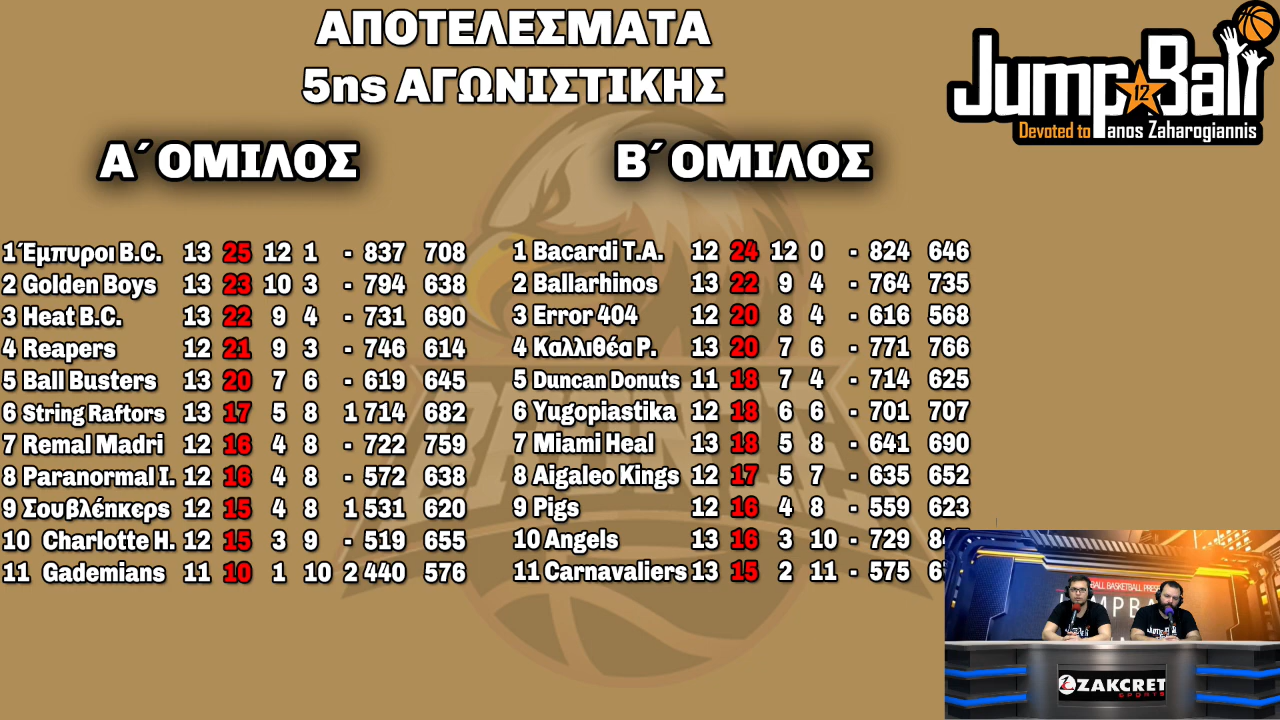 ΑΠΟΤΕΛΕΣΜΑΤΑ
5ns ΑΓΩΝΙΣΤΙΚΗΣ
Jump Ball
12
Devoted to Panos Zaharogiannis
Α΄ΟΜΙΛΟΣ
1 Έμπυροι B.C. 13 25 12 1 - 837 708
2 Golden Boys 13 23 10 3 - 794 638
3 Heat B.C. 13 22 9 4 - 731 690
4 Reapers 12 21 9 3 - 746 614
5 Ball Busters 13 20 7 6 - 619 645
6 String Raftors 13 17 5 8 1 714 682
7 Remal Madri 12 16 4 8 - 722 759
8 Paranormal I. 12 16 4 8 - 572 638
9 Σουβλέηκερς 12 15 4 8 1 531 620
10 Charlotte H. 12 15 3 9 - 519 655
11 Gademians 11 10 1 10 2 440 576
Β΄ΟΜΙΛΟΣ
1 Bacardi T.A. 12 24 12 0 - 824 646
2 Ballarhinos 13 22 9 4 - 764 735
3 Error 404 12 20 8 4 - 616 568
4 Καλλιθέα P. 13 20 7 6 - 771 766
5 Duncan Donuts 11 18 7 4 - 714 625
6 Yugopiastika 12 18 6 6 - 701 707
7 Miami Heal 13 18 5 8 - 641 690
8 Aigaleo Kings 12 17 5 7 - 635 652
9 Pigs 12 16 4 8 - 559 623
10 Angels 13 16 3 10 - 729
11 Carnavaliers 13 15 2 11 - 575
ZAKCRET
SPORTS